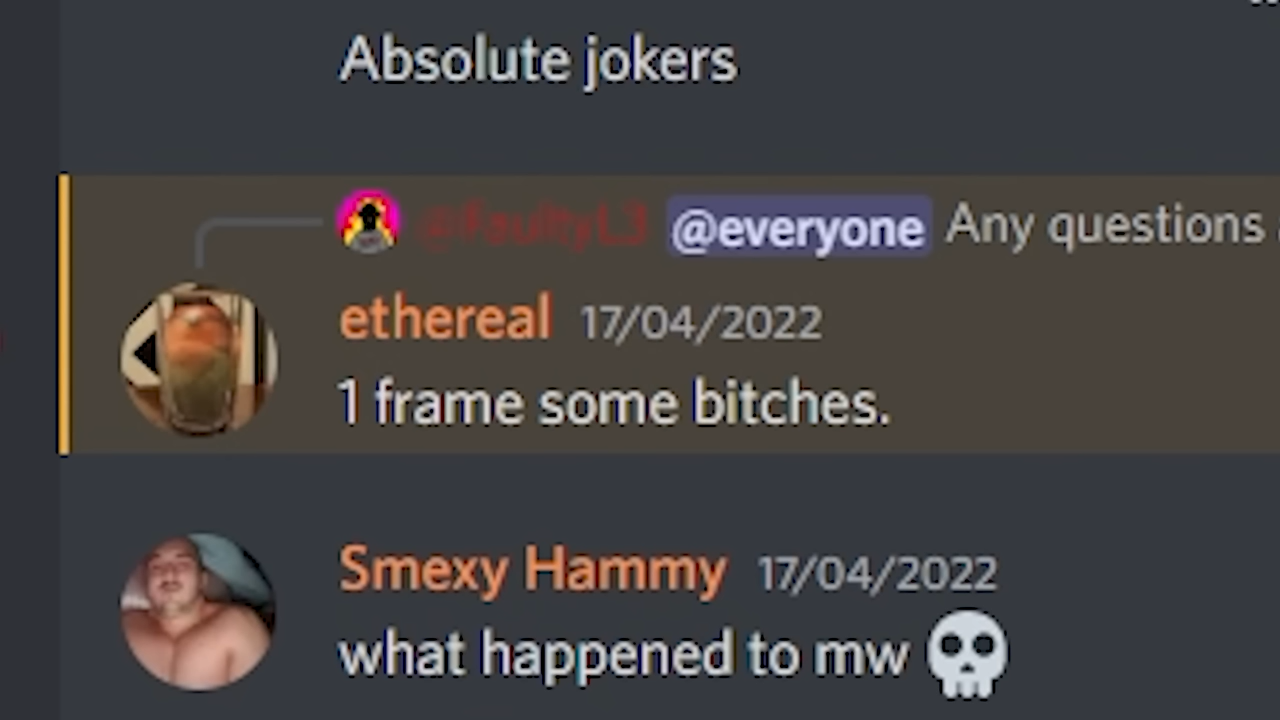 Absolute jokers
@FaultyL3 @everyone Any questions
ethereal 17/04/2022
1 frame some bitches.
Smexy Hammy 17/04/2022
what happened to mw 💀